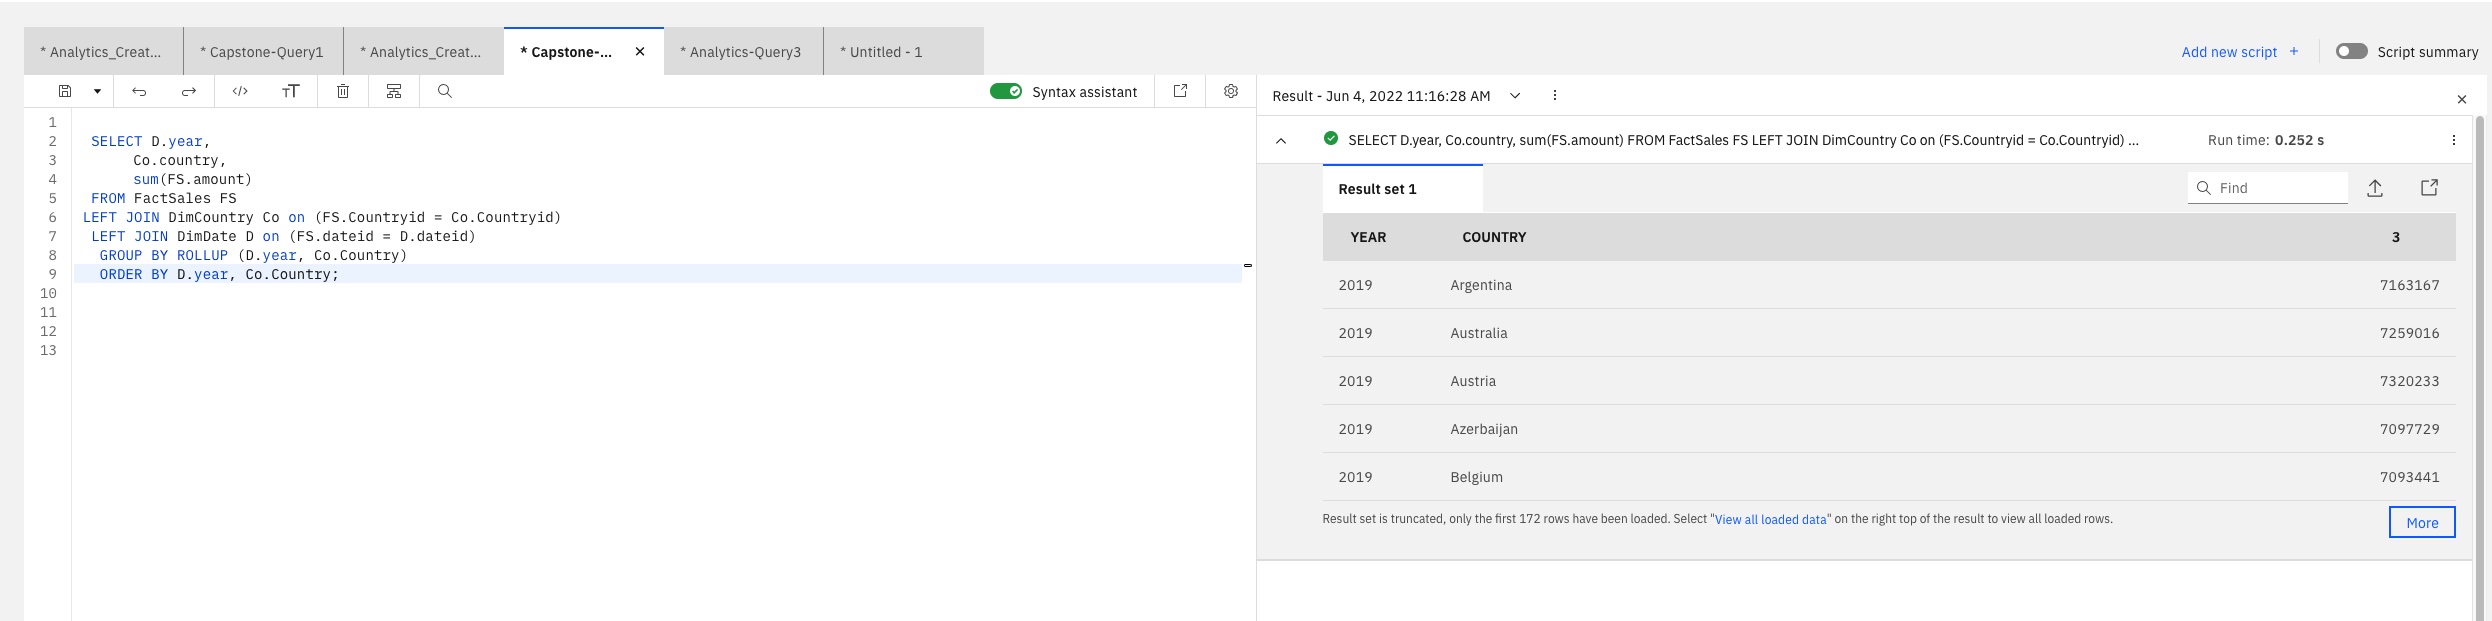 * Analytics_Creat...
* Capstone-Query1
* Analytics_Creat...
* Capstone-...
* Analytics-Query3
* Untitled - 1
Add new script +
Script summary
Syntax assistant
1
2 SELECT D.year,
3 Co.country,
4 sum(FS.amount)
5 FROM FactSales FS
6 LEFT JOIN DimCountry Co on (FS.Countryid = Co.Countryid)
7 LEFT JOIN DimDate D on (FS.dateid = D.dateid)
8 GROUP BY ROLLUP (D.year, Co.Country)
9 ORDER BY D.year, Co.Country;
10
11
12
13
Result - Jun 4, 2022 11:16:28 AM
SELECT D.year, Co.country, sum(FS.amount) FROM FactSales FS LEFT JOIN DimCountry Co on (FS.Countryid = Co.Countryid) ...
Run time: 0.252 s
Result set 1
Find
YEAR COUNTRY 3
2019 Argentina 7163167
2019 Australia 7259016
2019 Austria 7320233
2019 Azerbaijan 7097729
2019 Belgium 7093441
Result set is truncated, only the first 172 rows have been loaded. Select "View all loaded data" on the right top of the result to view all loaded rows.
More